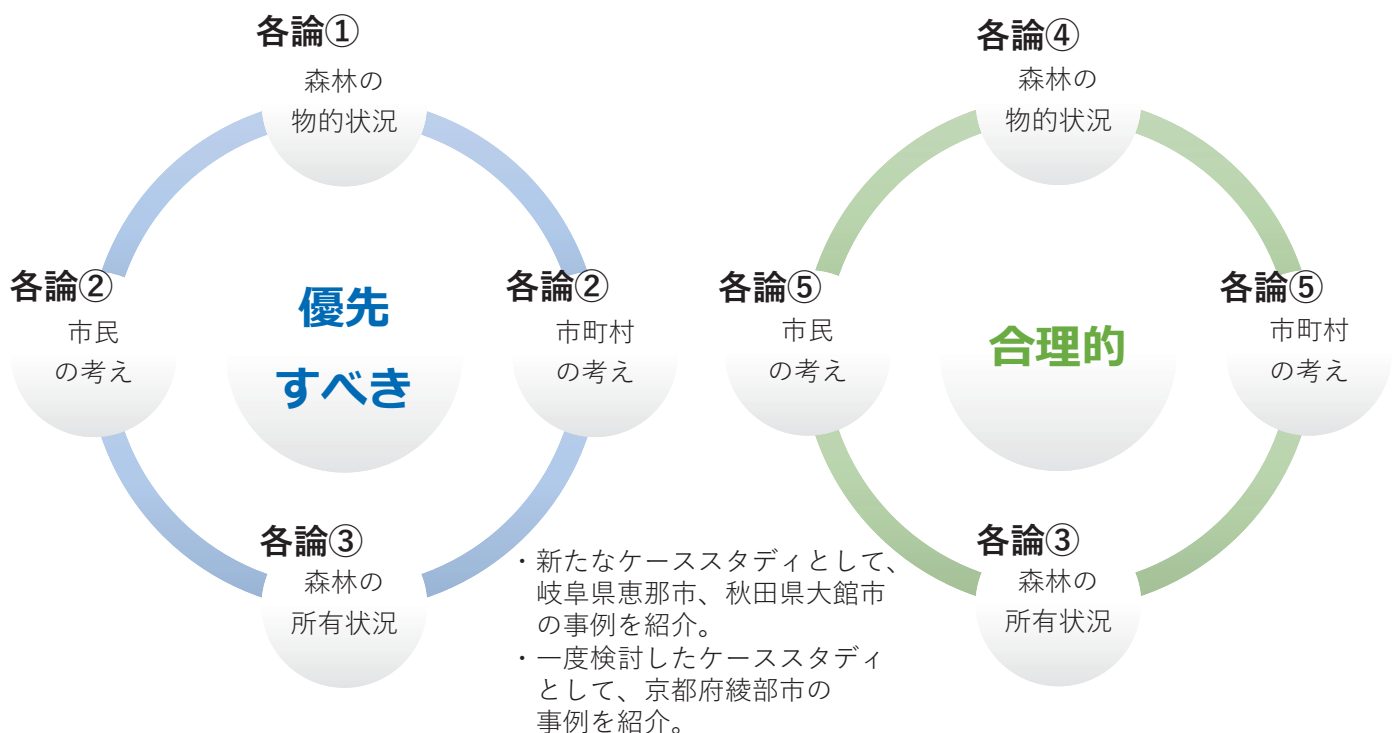 各論①
森林の
物的状況
各論②
市民
の考え
優先
すべき
各論②
市町村
の考え
各論③
森林の
所有状況
各論④
森林の
物的状況
各論⑤
市民
の考え
合理的
各論⑤
市町村
の考え
各論③
森林の
所有状況
・新たなケーススタディとして、
岐阜県恵那市、秋田県大館市
の事例を紹介。
・一度検討したケーススタディ
として、京都府綾部市の
事例を紹介。